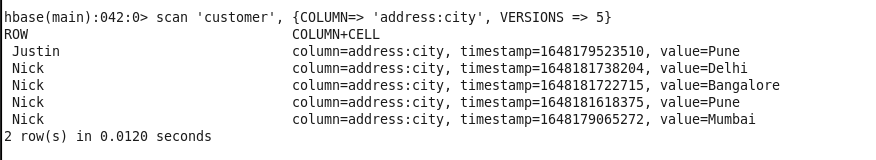 hbase(main):042:0> scan 'customer', {COLUMN=> 'address:city', VERSIONS => 5}
ROW COLUMN+CELL
Justin column=address:city, timestamp=1648179523510, value=Pune
Nick column=address:city, timestamp=1648181738204, value=Delhi
Nick column=address:city, timestamp=1648181722715, value=Bangalore
Nick column=address:city, timestamp=1648181618375, value=Pune
Nick column=address:city, timestamp=1648179065272, value=Mumbai
2 row(s) in 0.0120 seconds